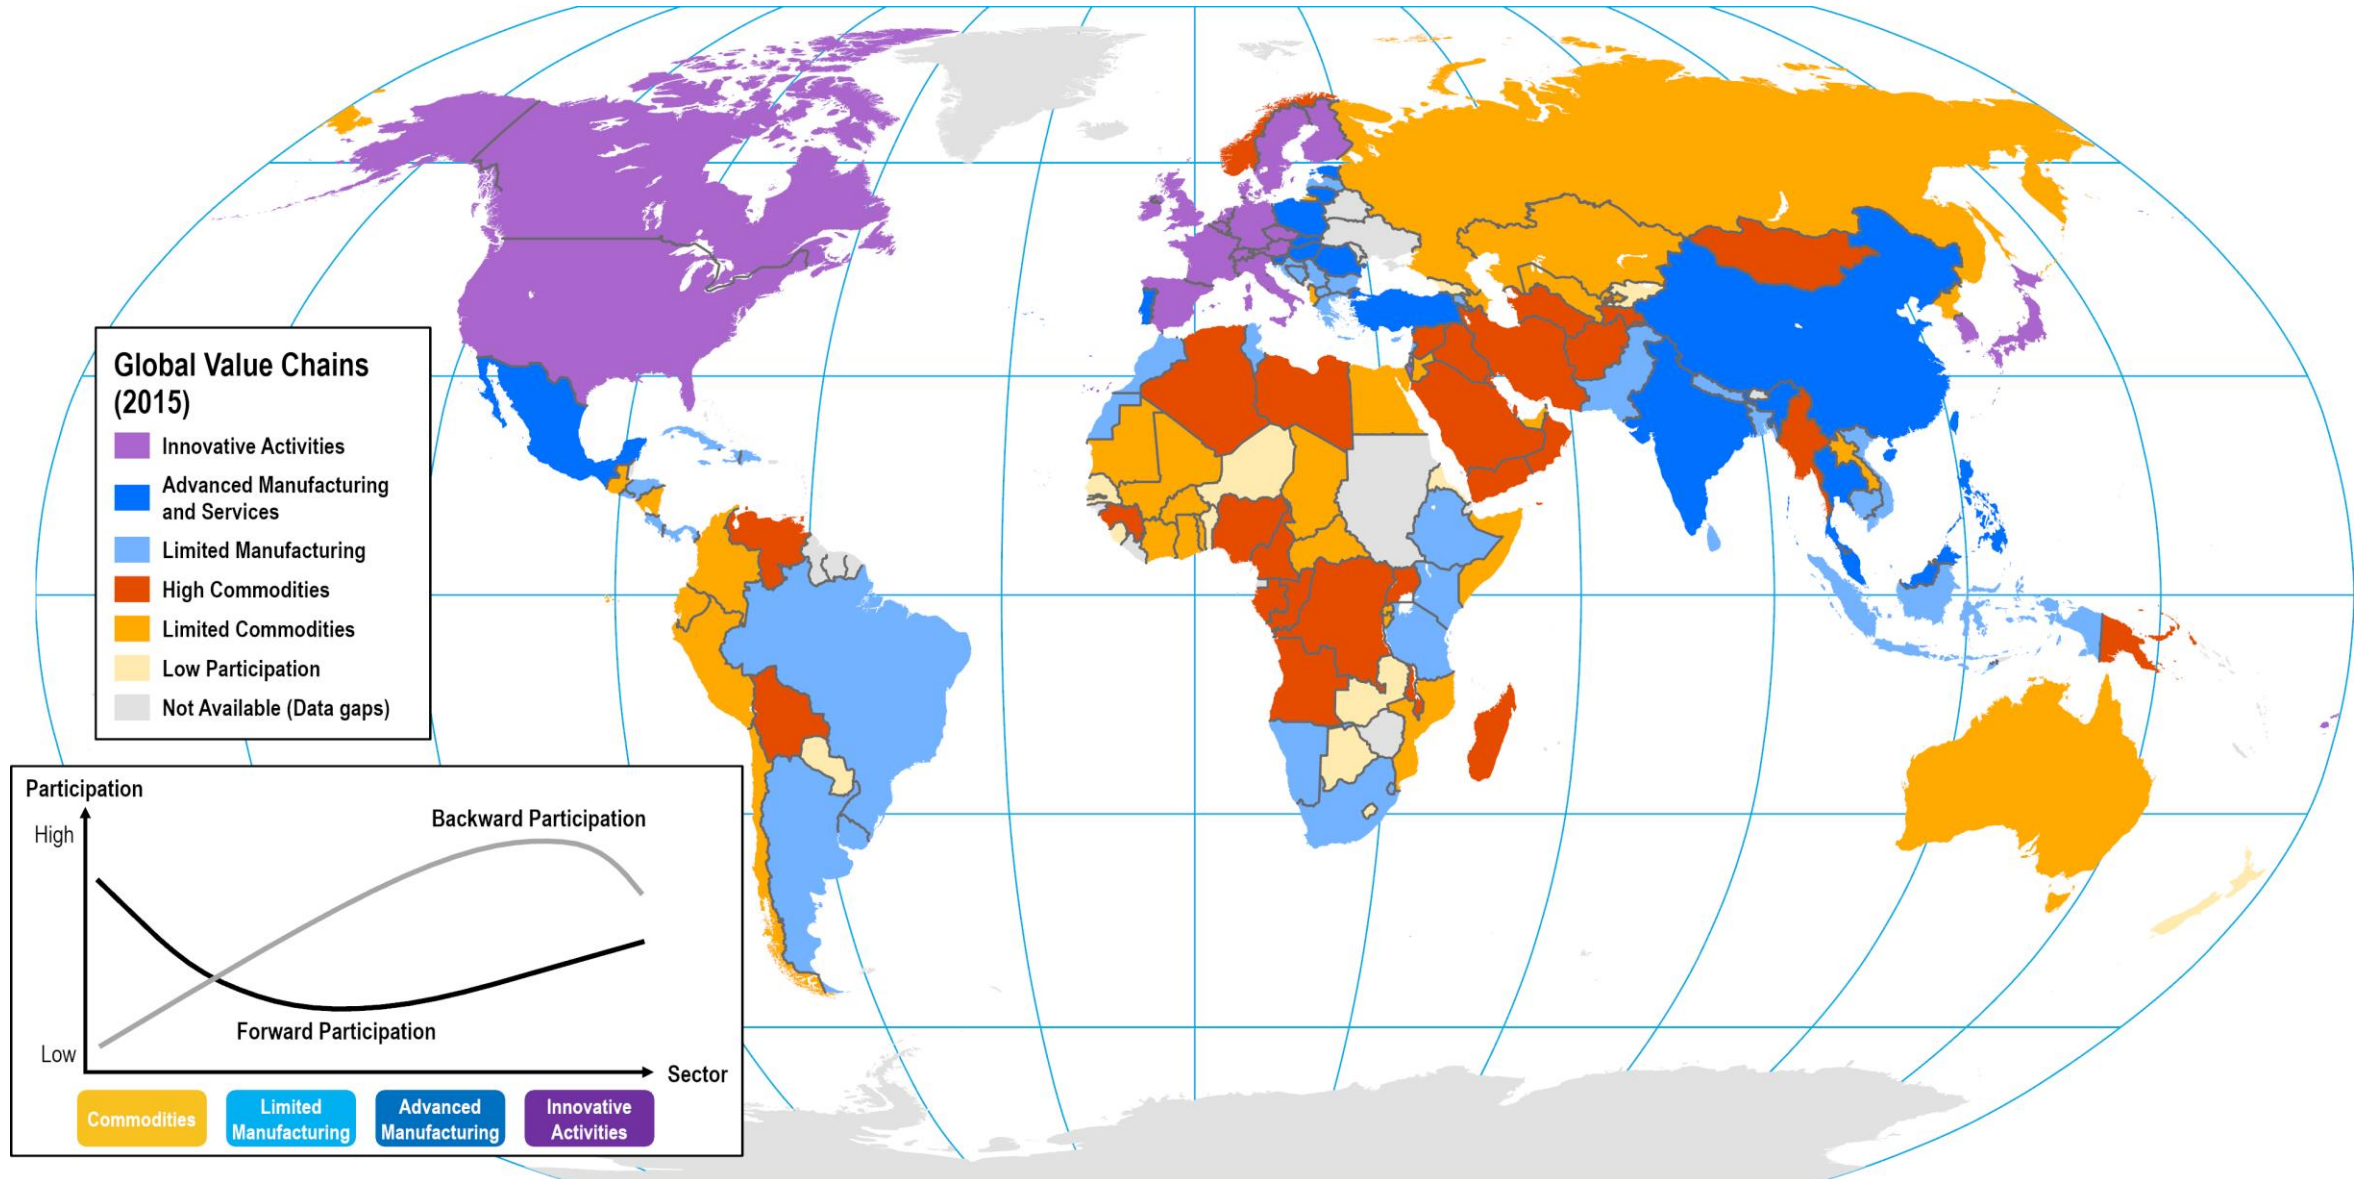 Global Value Chains
(2015)
Innovative Activities
Advanced Manufacturing
and Services
Limited Manufacturing
High Commodities
Limited Commodities
Low Participation
Not Available (Data gaps)
Participation
High
Low
Backward Participation
Forward Participation
Sector
Commodities
Limited
Manufacturing
Advanced
Manufacturing
Innovative
Activities